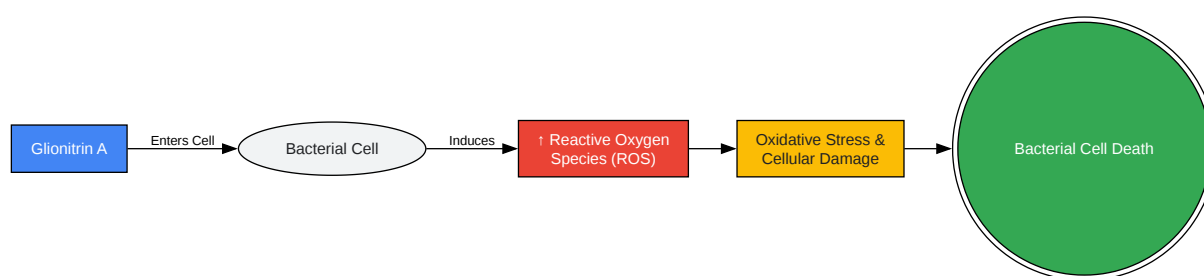 Glionitrin A
Enters Cell
Bacterial Cell
Induces
↑ Reactive Oxygen
Species (ROS)
Oxidative Stress &
Cellular Damage
Bacterial Cell Death